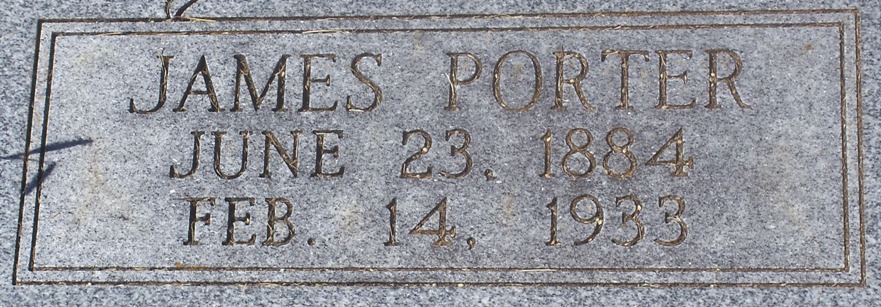 JAMES PORTER
JUNE 23, 1884
FEB. 14, 1933